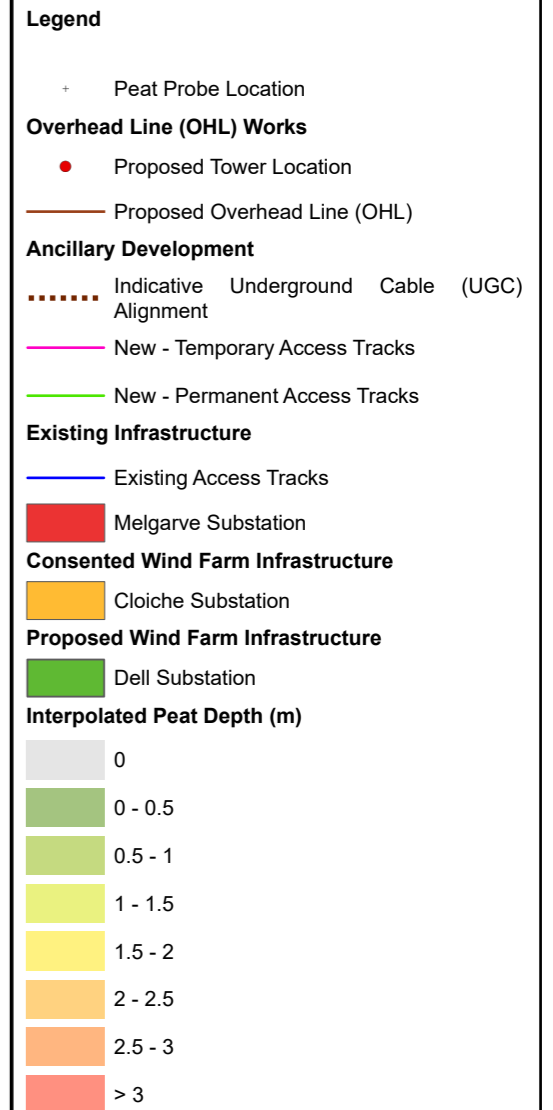 Legend
Peat Probe Location
Overhead Line (OHL) Works
Proposed Tower Location
Proposed Overhead Line (OHL)
Ancillary Development
Indicative Underground Cable (UGC)
Alignment
New - Temporary Access Tracks
New - Permanent Access Tracks
Existing Infrastructure
Existing Access Tracks
Melgarve Substation
Consented Wind Farm Infrastructure
Cloiche Substation
Proposed Wind Farm Infrastructure
Dell Substation
Interpolated Peat Depth (m)
0
0 - 0.5
0.5 - 1
1 - 1.5
1.5 - 2
2 - 2.5
2.5 - 3
> 3